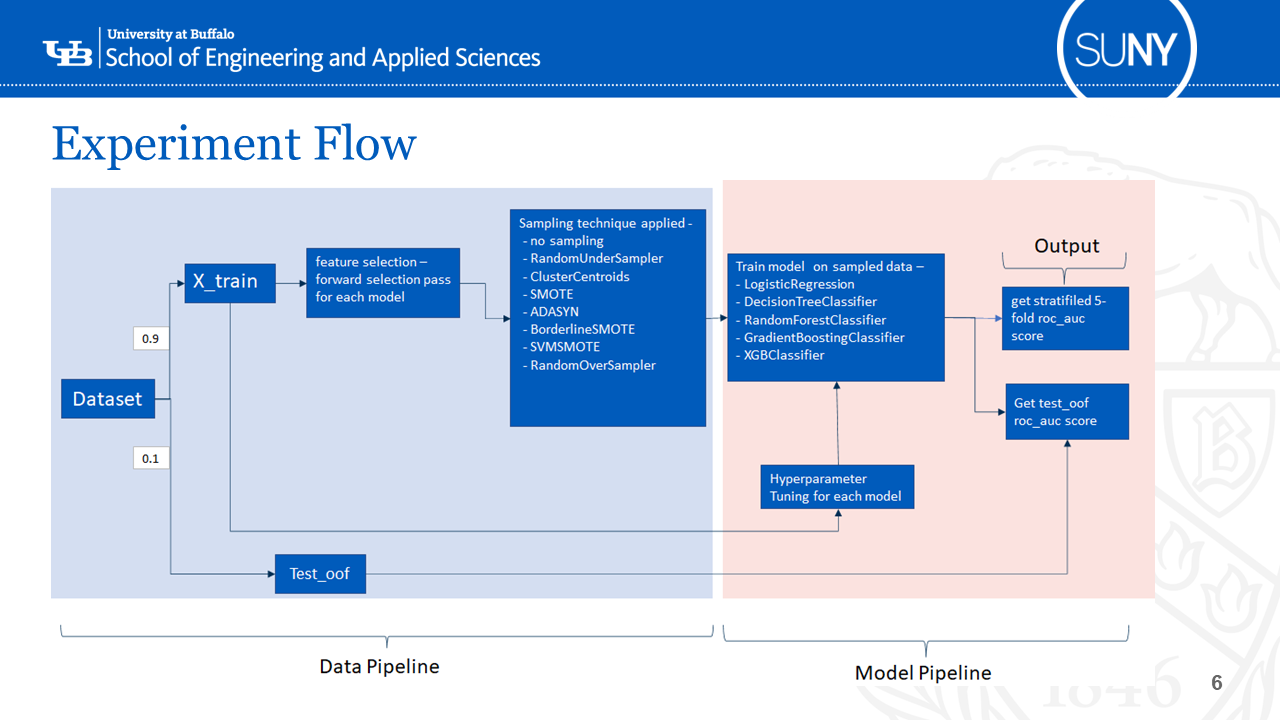 University at Buffalo
UB
School of Engineering and Applied Sciences
SUNY
Experiment Flow
Dataset
0.9
0.1
X_train
feature selection –
forward selection pass
for each model
Sampling technique applied -
- no sampling
- RandomUnderSampler
- ClusterCentroids
- SMOTE
- ADASYN
- BorderlineSMOTE
- SVMSMOTE
- RandomOverSampler
Test_oof
Train model on sampled data –
- LogisticRegression
- DecisionTreeClassifier
- RandomForestClassifier
- GradientBoostingClassifier
- XGBClassifier
Hyperparameter
Tuning for each model
Output
get stratifiled 5-
fold roc_auc
score
Get test_oof
roc_auc score
Data Pipeline
Model Pipeline
B
1846
6